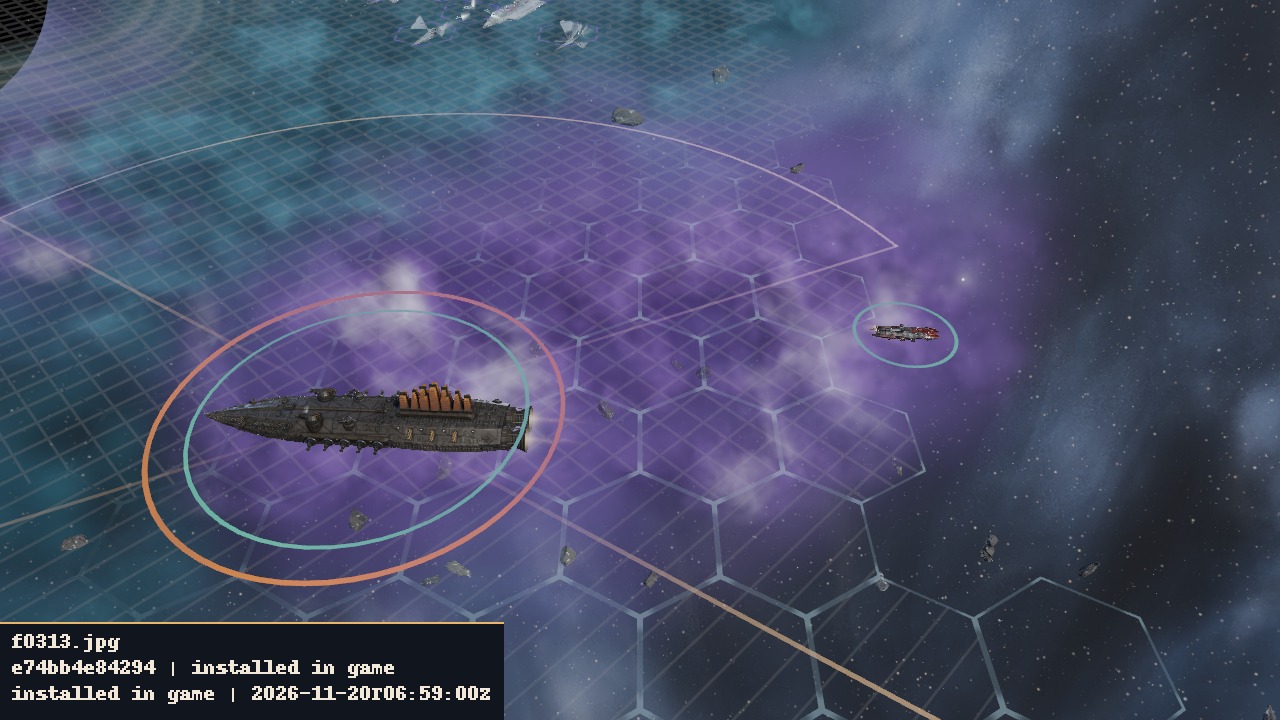 f0313.jpg
e74bb4e84294 | installed in game
installed in game | 2026-11-20T06:59:00Z